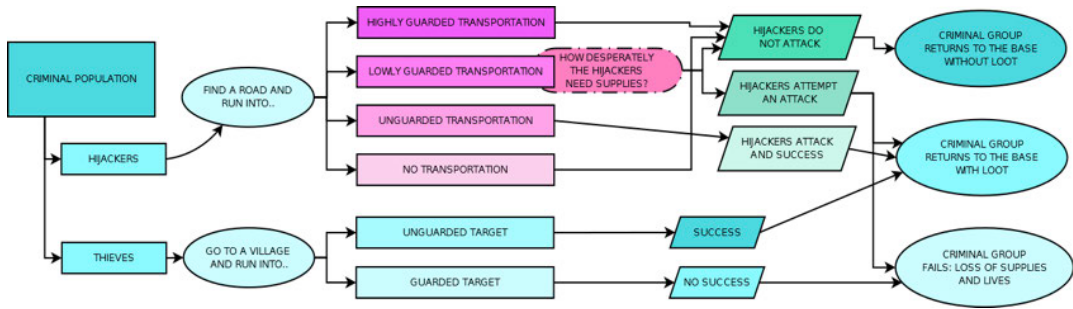 CRIMINAL POPULATION
HIJACKERS
THIEVES
FIND A ROAD AND
RUN INTO..
GO TO A VILLAGE
AND RUN INTO..
HIGHLY GUARDED TRANSPORTATION
LOWLY GUARDED TRANSPORTATION
HOW DESPERATELY
THE HIJACKERS
NEED SUPPLIES?
UNGUARDED TRANSPORTATION
NO TRANSPORTATION
UNGUARDED TARGET
GUARDED TARGET
HIJACKERS DO
NOT ATTACK
HIJACKERS ATTEMPT
AN ATTACK
HIJACKERS ATTACK
AND SUCCESS
SUCCESS
NO SUCCESS
CRIMINAL GROUP
RETURNS TO THE BASE
WITHOUT LOOT
CRIMINAL GROUP
RETURNS TO THE BASE
WITH LOOT
CRIMINAL GROUP
FAILS: LOSS OF SUPPLIES
AND LIVES